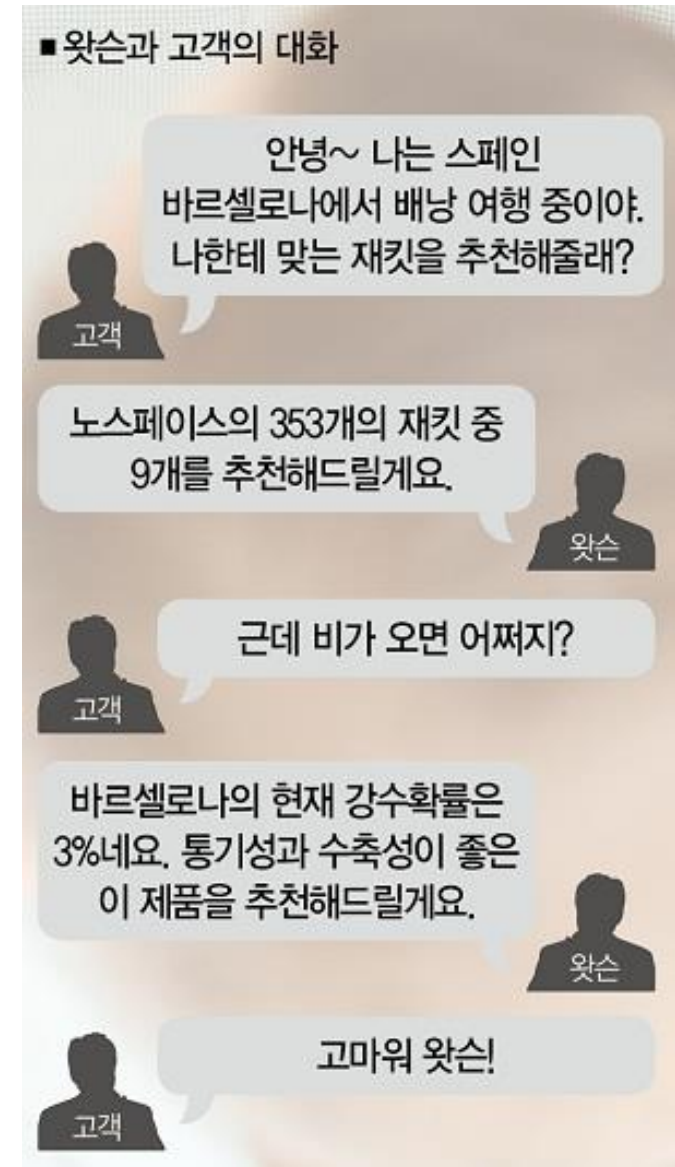 ■ 왓슨과 고객의 대화
안녕~ 나는 스페인
바르셀로나에서 배낭 여행 중이야.
나한테 맞는 재킷을 추천해줄래?
고객
노스페이스의 353개의 재킷 중
9개를 추천해드릴게요.
왓슨
근데 비가 오면 어쩌지?
고객
바르셀로나의 현재 강수확률은
3%네요. 통기성과 수축성이 좋은
이 제품을 추천해드릴게요.
왓슨
고마워 왓슨!
고객